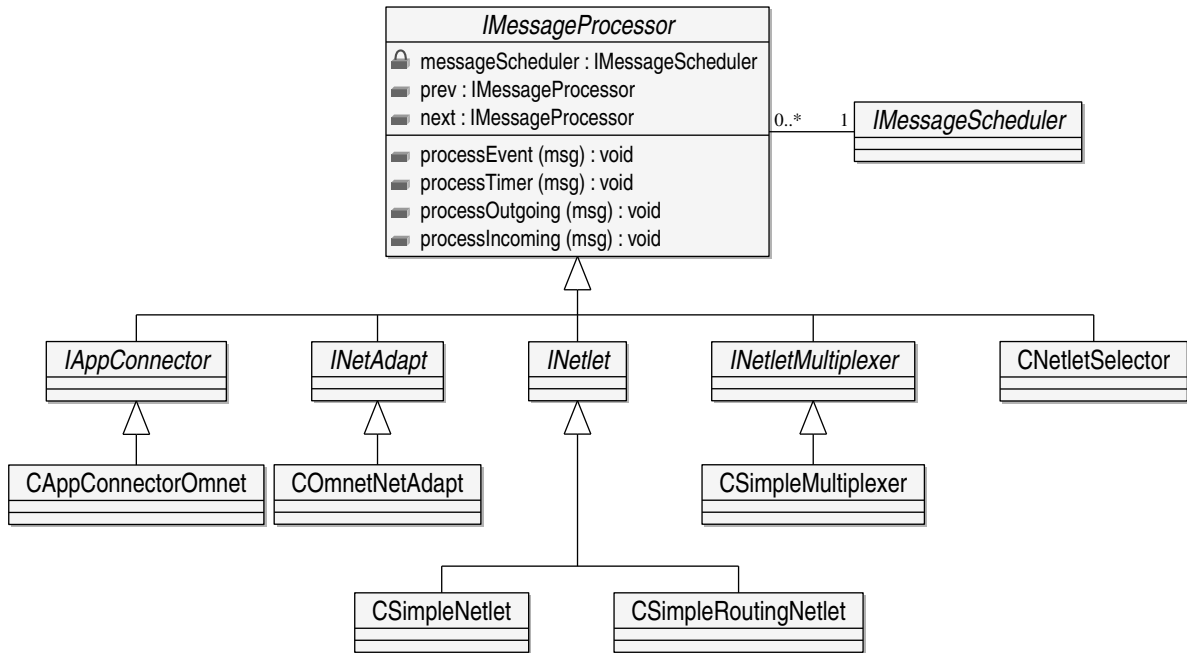 IMessageProcessor
messageScheduler : IMessageScheduler
prev : IMessageProcessor
next : IMessageProcessor
0..* 1 IMessageScheduler
processEvent (msg) : void
processTimer (msg) : void
processOutgoing (msg) : void
processIncoming (msg) : void
IAppConnector INetAdapt INetlet INetletMultiplexer CNetletSelector
CAppConnectorOmnet COmnetNetAdapt CSimpleMultiplexer
CSimpleNetlet CSimpleRoutingNetlet